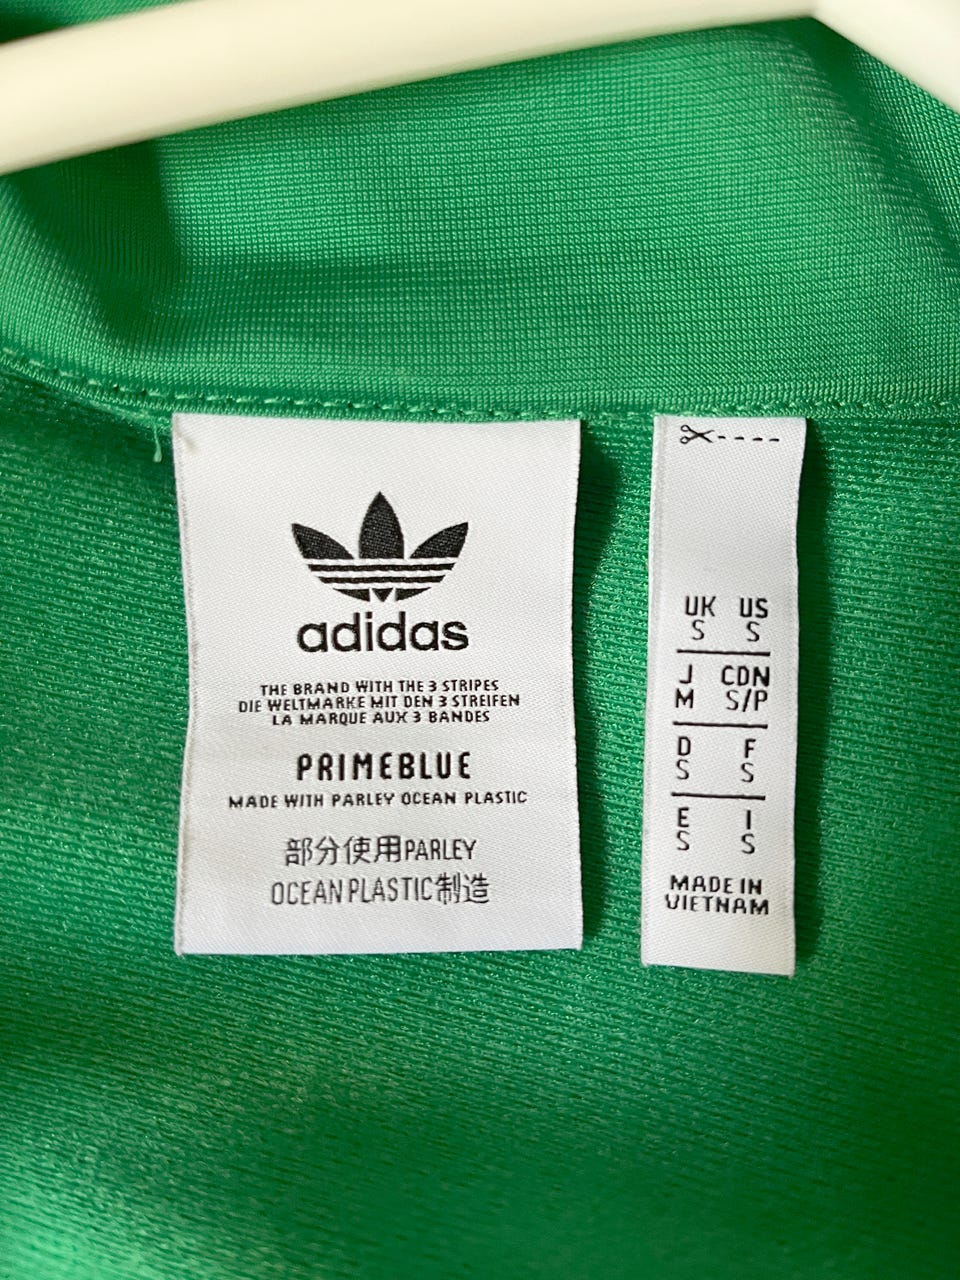 adidas
THE BRAND WITH THE 3 STRIPES
DIE WELTMARKE MIT DEN 3 STREIFEN
LA MARQUE AUX 3 BANDES
PRIMEBLUE
MADE WITH PARLEY OCEAN PLASTIC
部分使用PARLEY
OCEAN PLASTIC制造
UK US
S S
J CDN
M S/P
D F
S S
E I
S S
MADE IN
VIETNAM